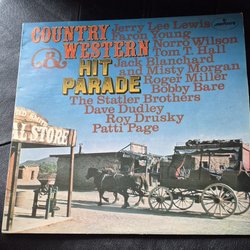 COUNTRY
& WESTERN
HIT
PARADE
Jerry Lee Lewis
Faron Young
Norro Wilson
Tom T. Hall
Jack Blanchard
and Misty Morgan
Roger Miller
Bobby Bare
The Statler Brothers
Dave Dudley
Roy Drusky
Patti Page
AL STORE